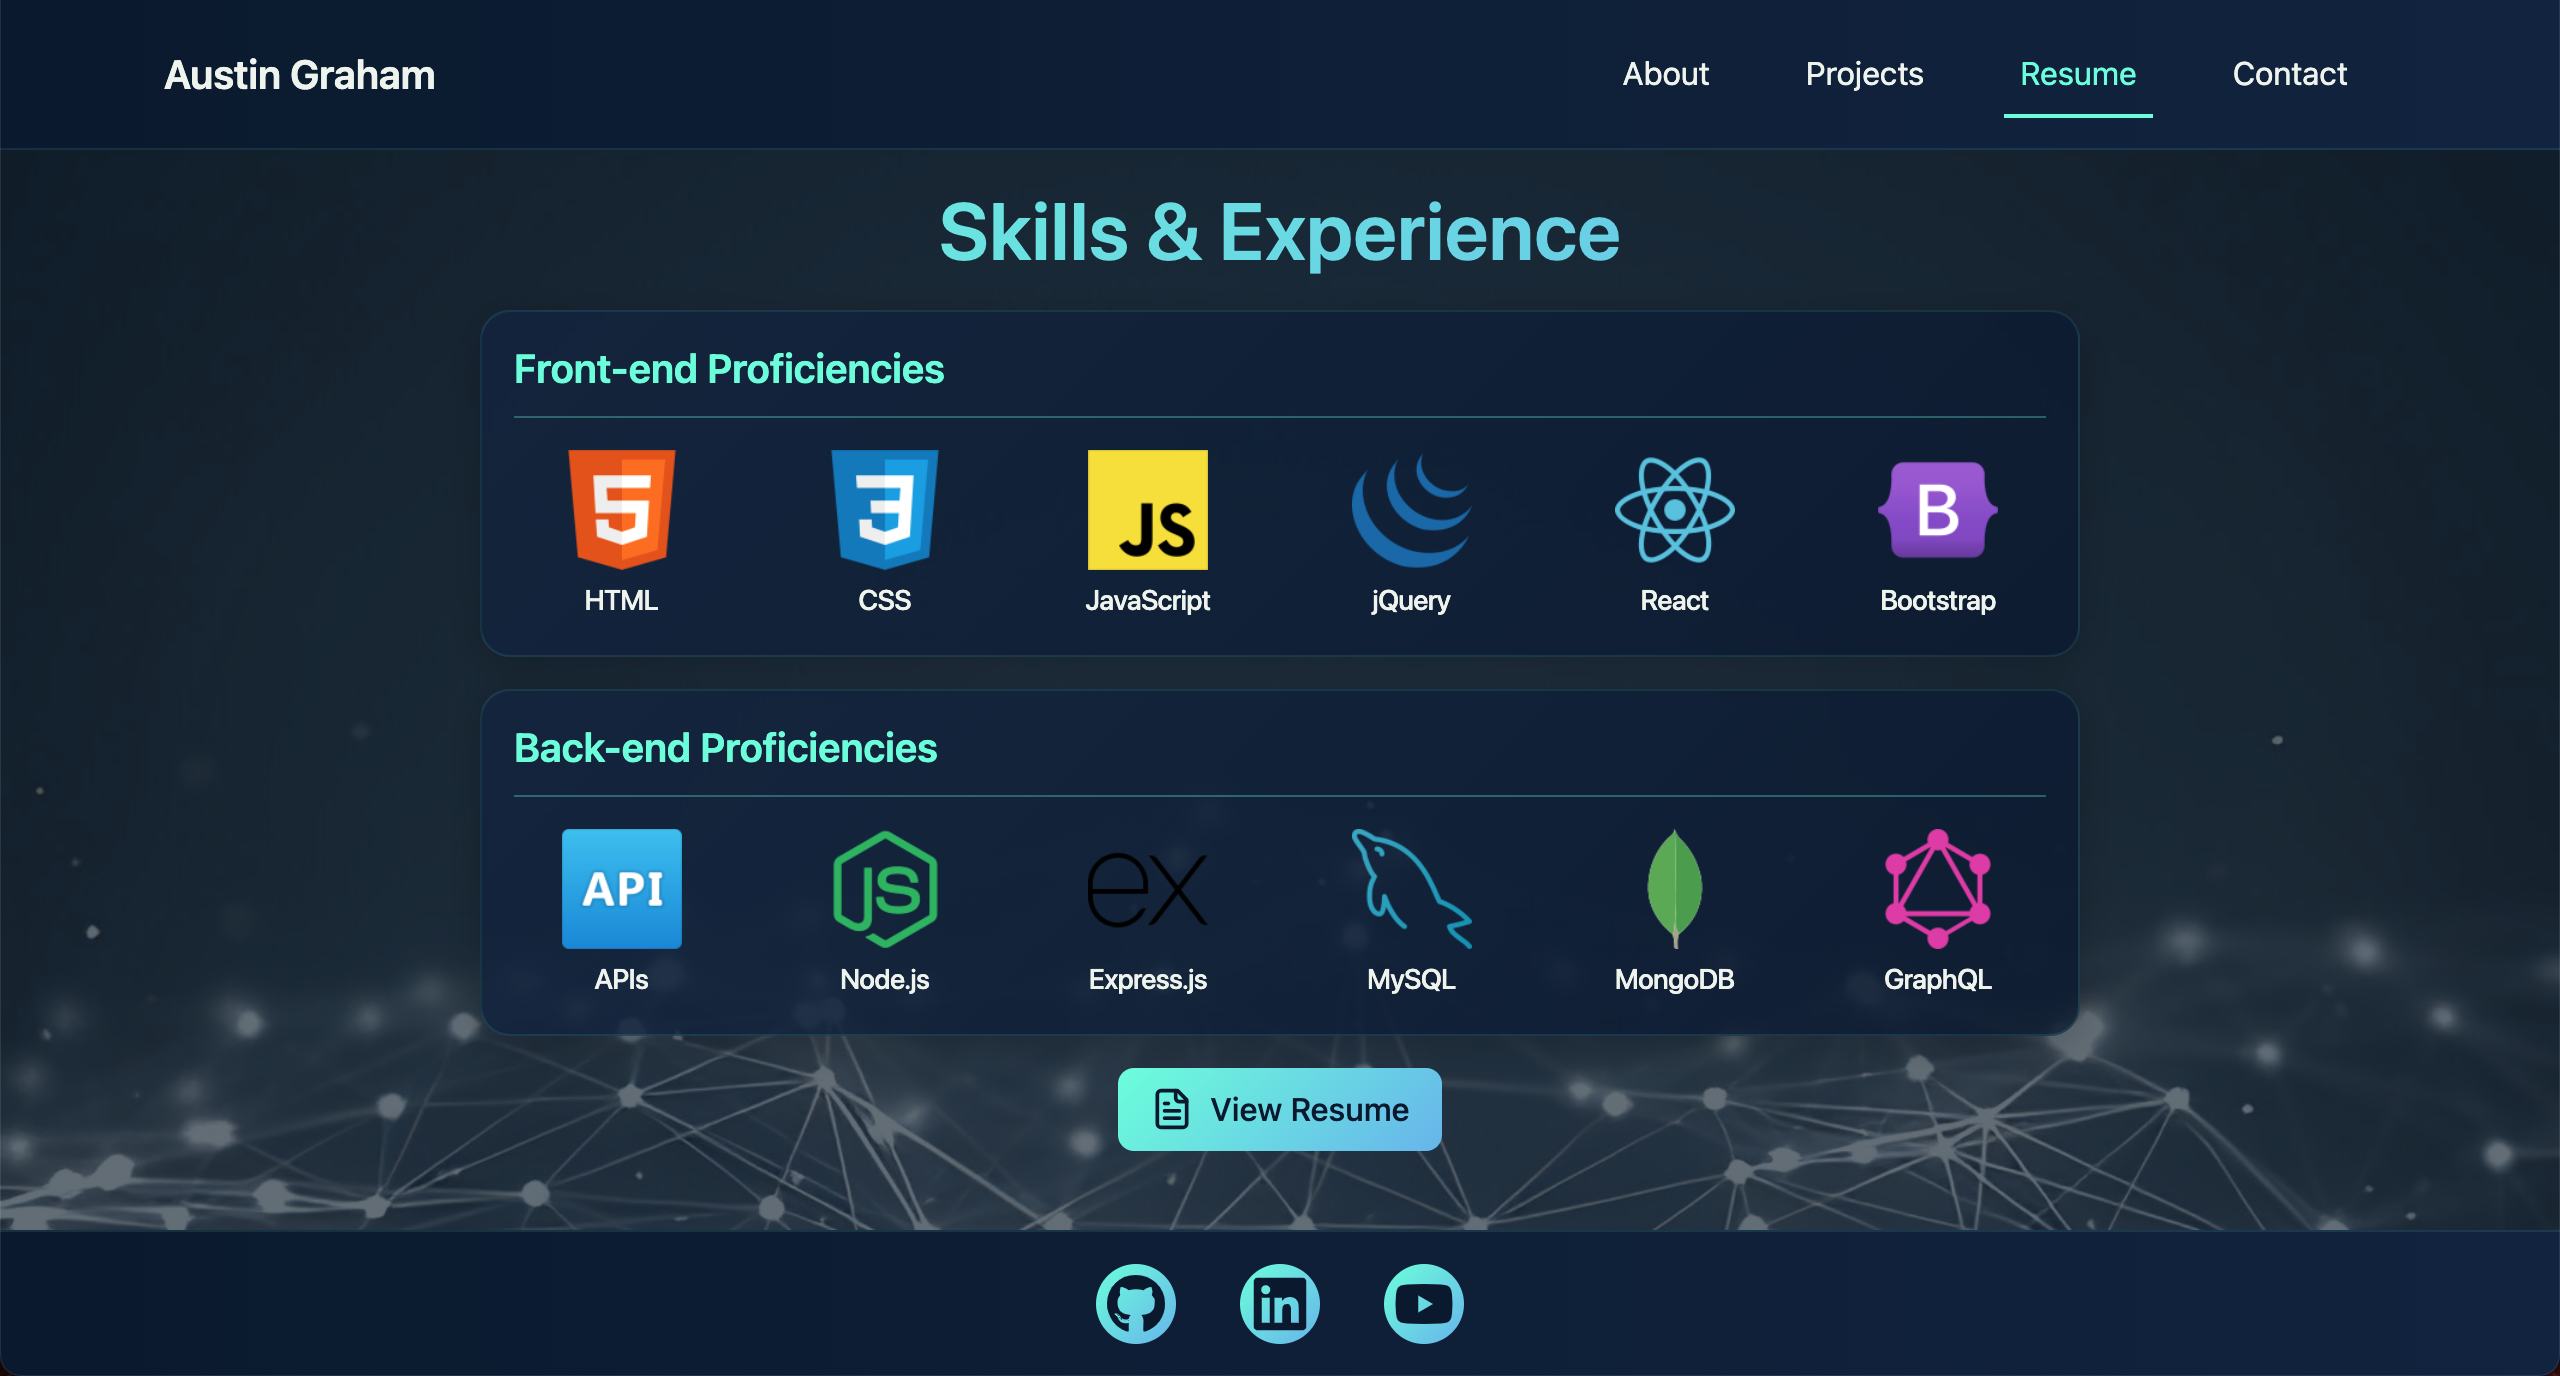 Austin Graham
About Projects Resume Contact
Skills & Experience
Front-end Proficiencies
5 3 JS B
HTML CSS JavaScript jQuery React Bootstrap
Back-end Proficiencies
API JS ex
APIs Node.js Express.js MySQL MongoDB GraphQL
View Resume
in